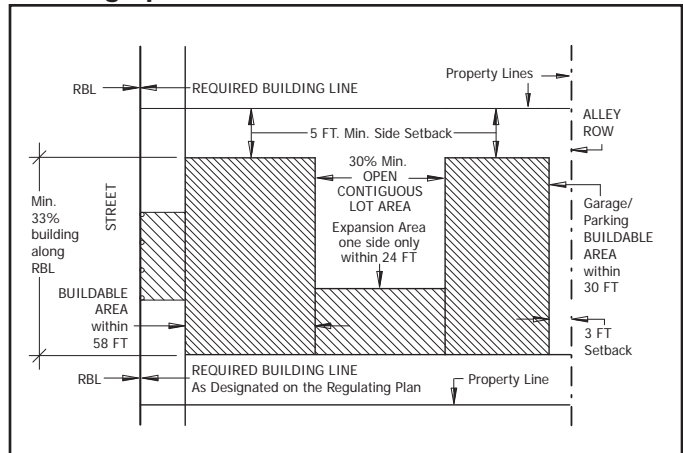 RBL
REQUIRED BUILDING LINE
Property Lines
5 FT. Min. Side Setback
ALLEY
ROW
30% Min.
OPEN
CONTIGUOUS
LOT AREA
Min.
33%
building
along
RBL
STREET
Expansion Area
one side only
within 24 FT
Garage/
Parking
BUILDABLE
AREA
within
30 FT
BUILDABLE
AREA
within
58 FT
3 FT
Setback
RBL
REQUIRED BUILDING LINE
As Designated on the Regulating Plan
Property Line